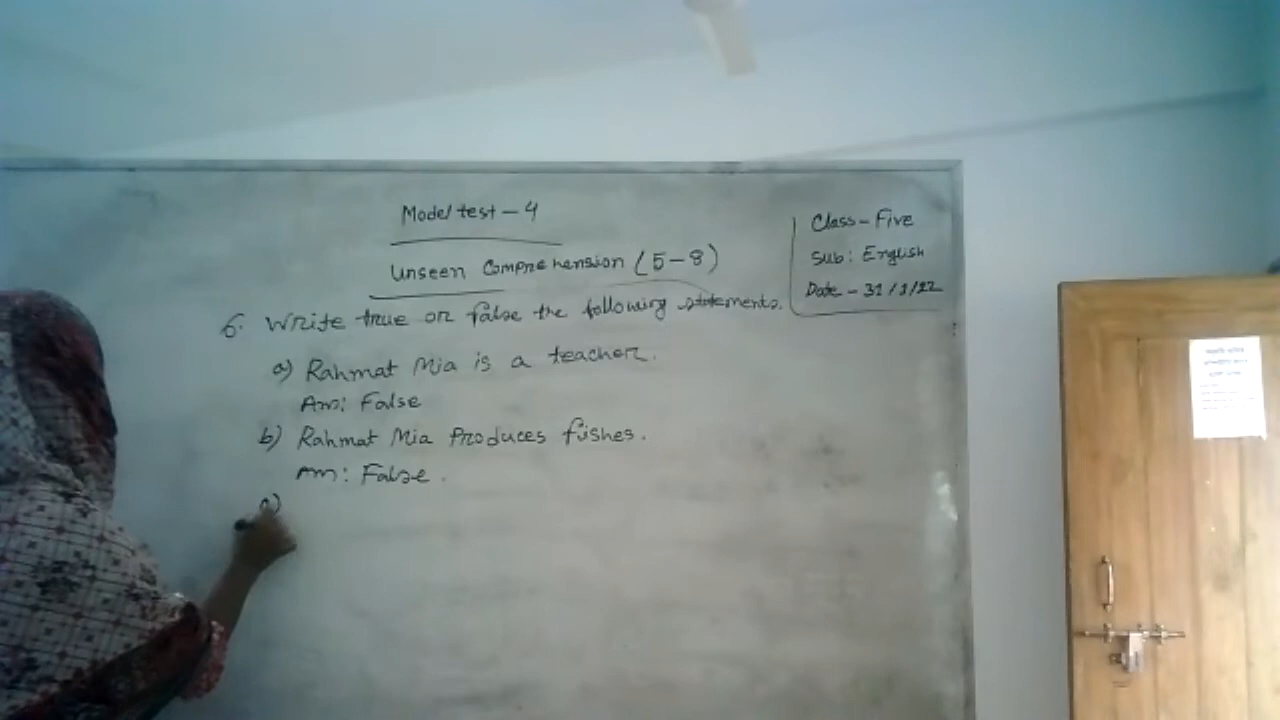 Model test - 4
Unseen Comprehension (5-8)
Class - Five
Sub: English
Date - 31/1/22
6. Write true or false the following statements.
a) Rahmat Mia is a teacher.
Ans: False
b) Rahmat Mia Produces fishes.
Ans: False.
c)